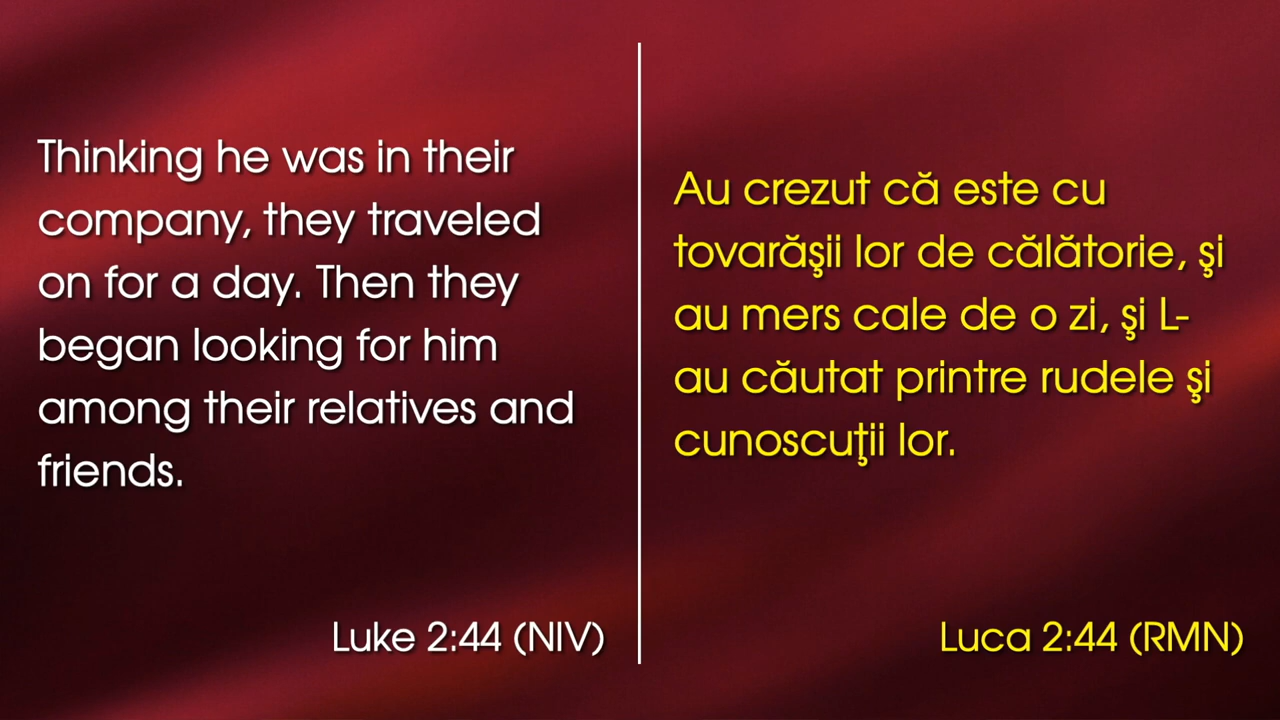 Thinking he was in their
company, they traveled
on for a day. Then they
began looking for him
among their relatives and
friends.
Luke 2:44 (NIV)
Au crezut că este cu
tovarăşii lor de călătorie, şi
au mers cale de o zi, şi L-
au căutat printre rudele şi
cunoscuţii lor.
Luca 2:44 (RMN)